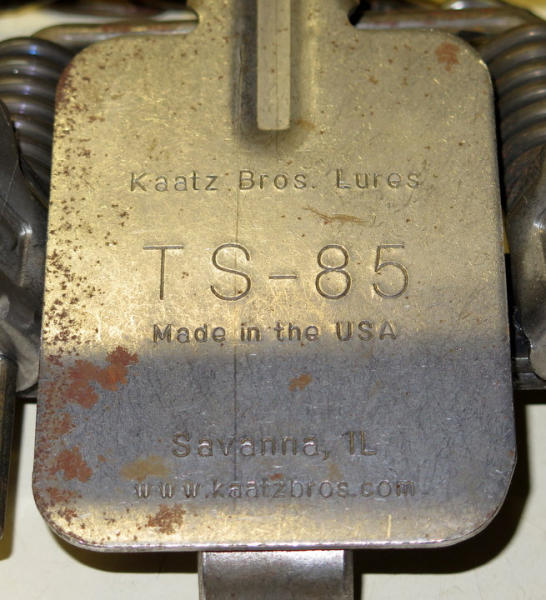 Kaatz Bros. Lures
TS-85
Made in the USA
Savanna, IL
www.kaatzbros.com